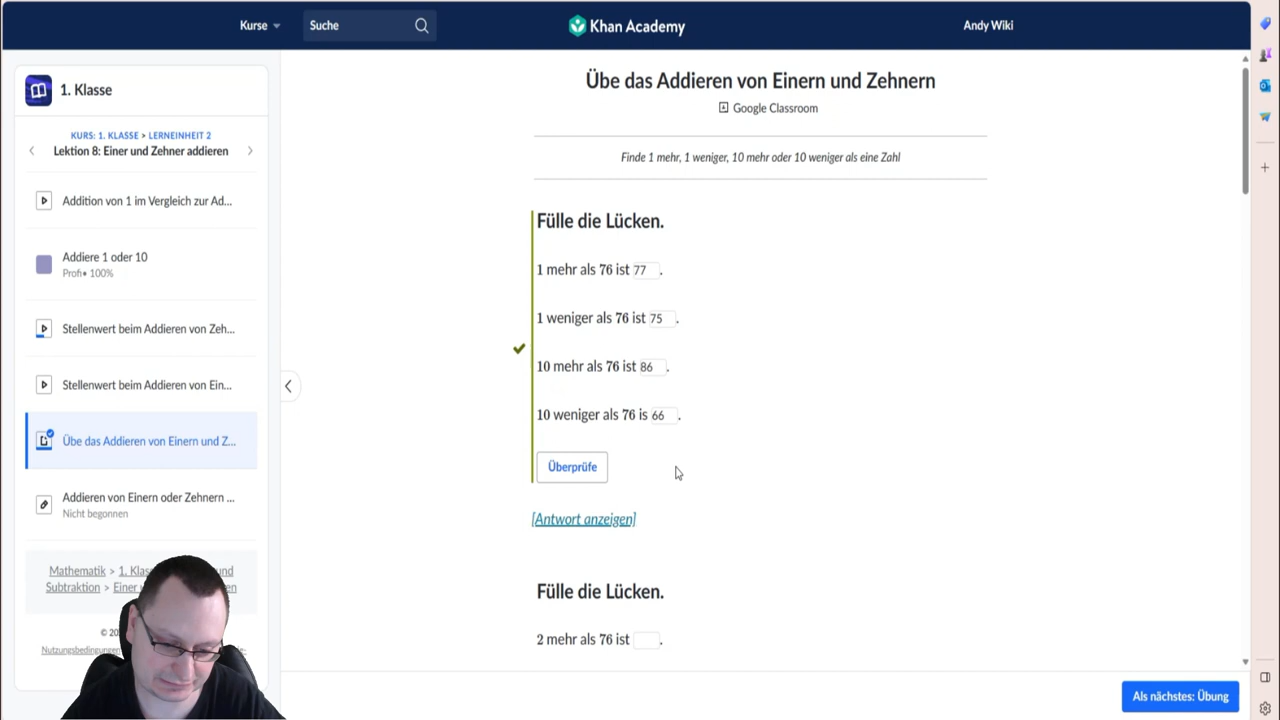 Kurse
Suche
Khan Academy
Andy Wiki
1. Klasse
KURS: 1. KLASSE > LERNEINHEIT 2
Lektion 8: Einer und Zehner addieren
Addition von 1 im Vergleich zur Ad...
Addiere 1 oder 10
Profi• 100%
Stellenwert beim Addieren von Zeh...
Stellenwert beim Addieren von Ein...
Übe das Addieren von Einern und Z...
Addieren von Einern oder Zehnern ...
Nicht begonnen
Mathematik > 1. Klas
Subtraktion > Einer
© 20
Nutzungsbedingungen
Übe das Addieren von Einern und Zehnern
Google Classroom
Finde 1 mehr, 1 weniger, 10 mehr oder 10 weniger als eine Zahl
Fülle die Lücken.
1 mehr als 76 ist 77 .
1 weniger als 76 ist 75 .
10 mehr als 76 ist 86 .
10 weniger als 76 is 66 .
Überprüfe
[Antwort anzeigen]
Fülle die Lücken.
2 mehr als 76 ist .
Als nächstes: Übung